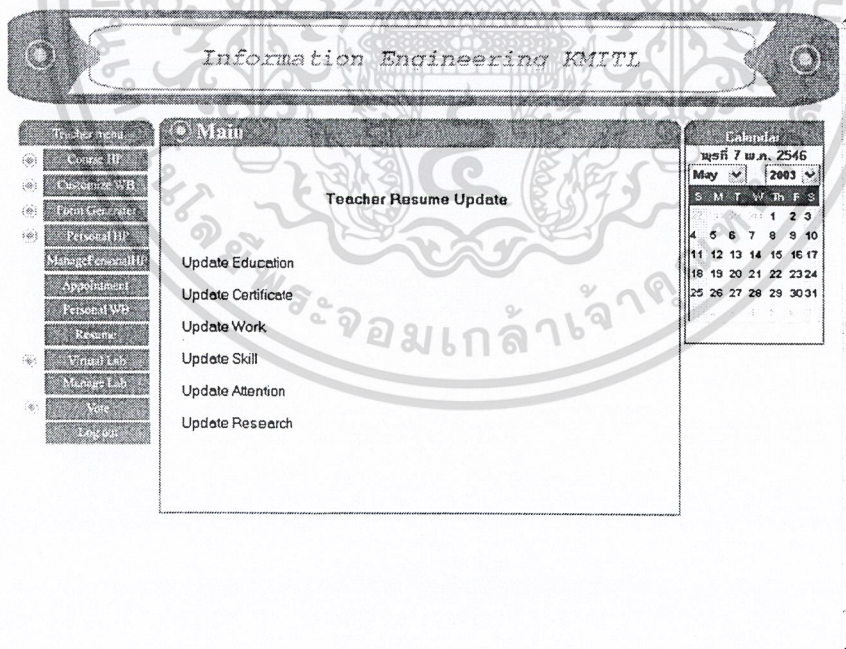 Information Engineering KMITL
Teacher menu
Course HP
Customize WB
Form Generater
Personal HP
ManagePersonalHP
Appointment
Personal WB
Resume
Virtual Lab
Manage Lab
Vote
Log out
Main
Teacher Resume Update
Update Education
Update Certificate
Update Work
Update Skill
Update Attention
Update Research
Calendar
พุธที่ 7 พ.ค. 2546
May 2003
S M T W Th F S
1 2 3
4 5 6 7 8 9 10
11 12 13 14 15 16 17
18 19 20 21 22 23 24
25 26 27 28 29 30 31